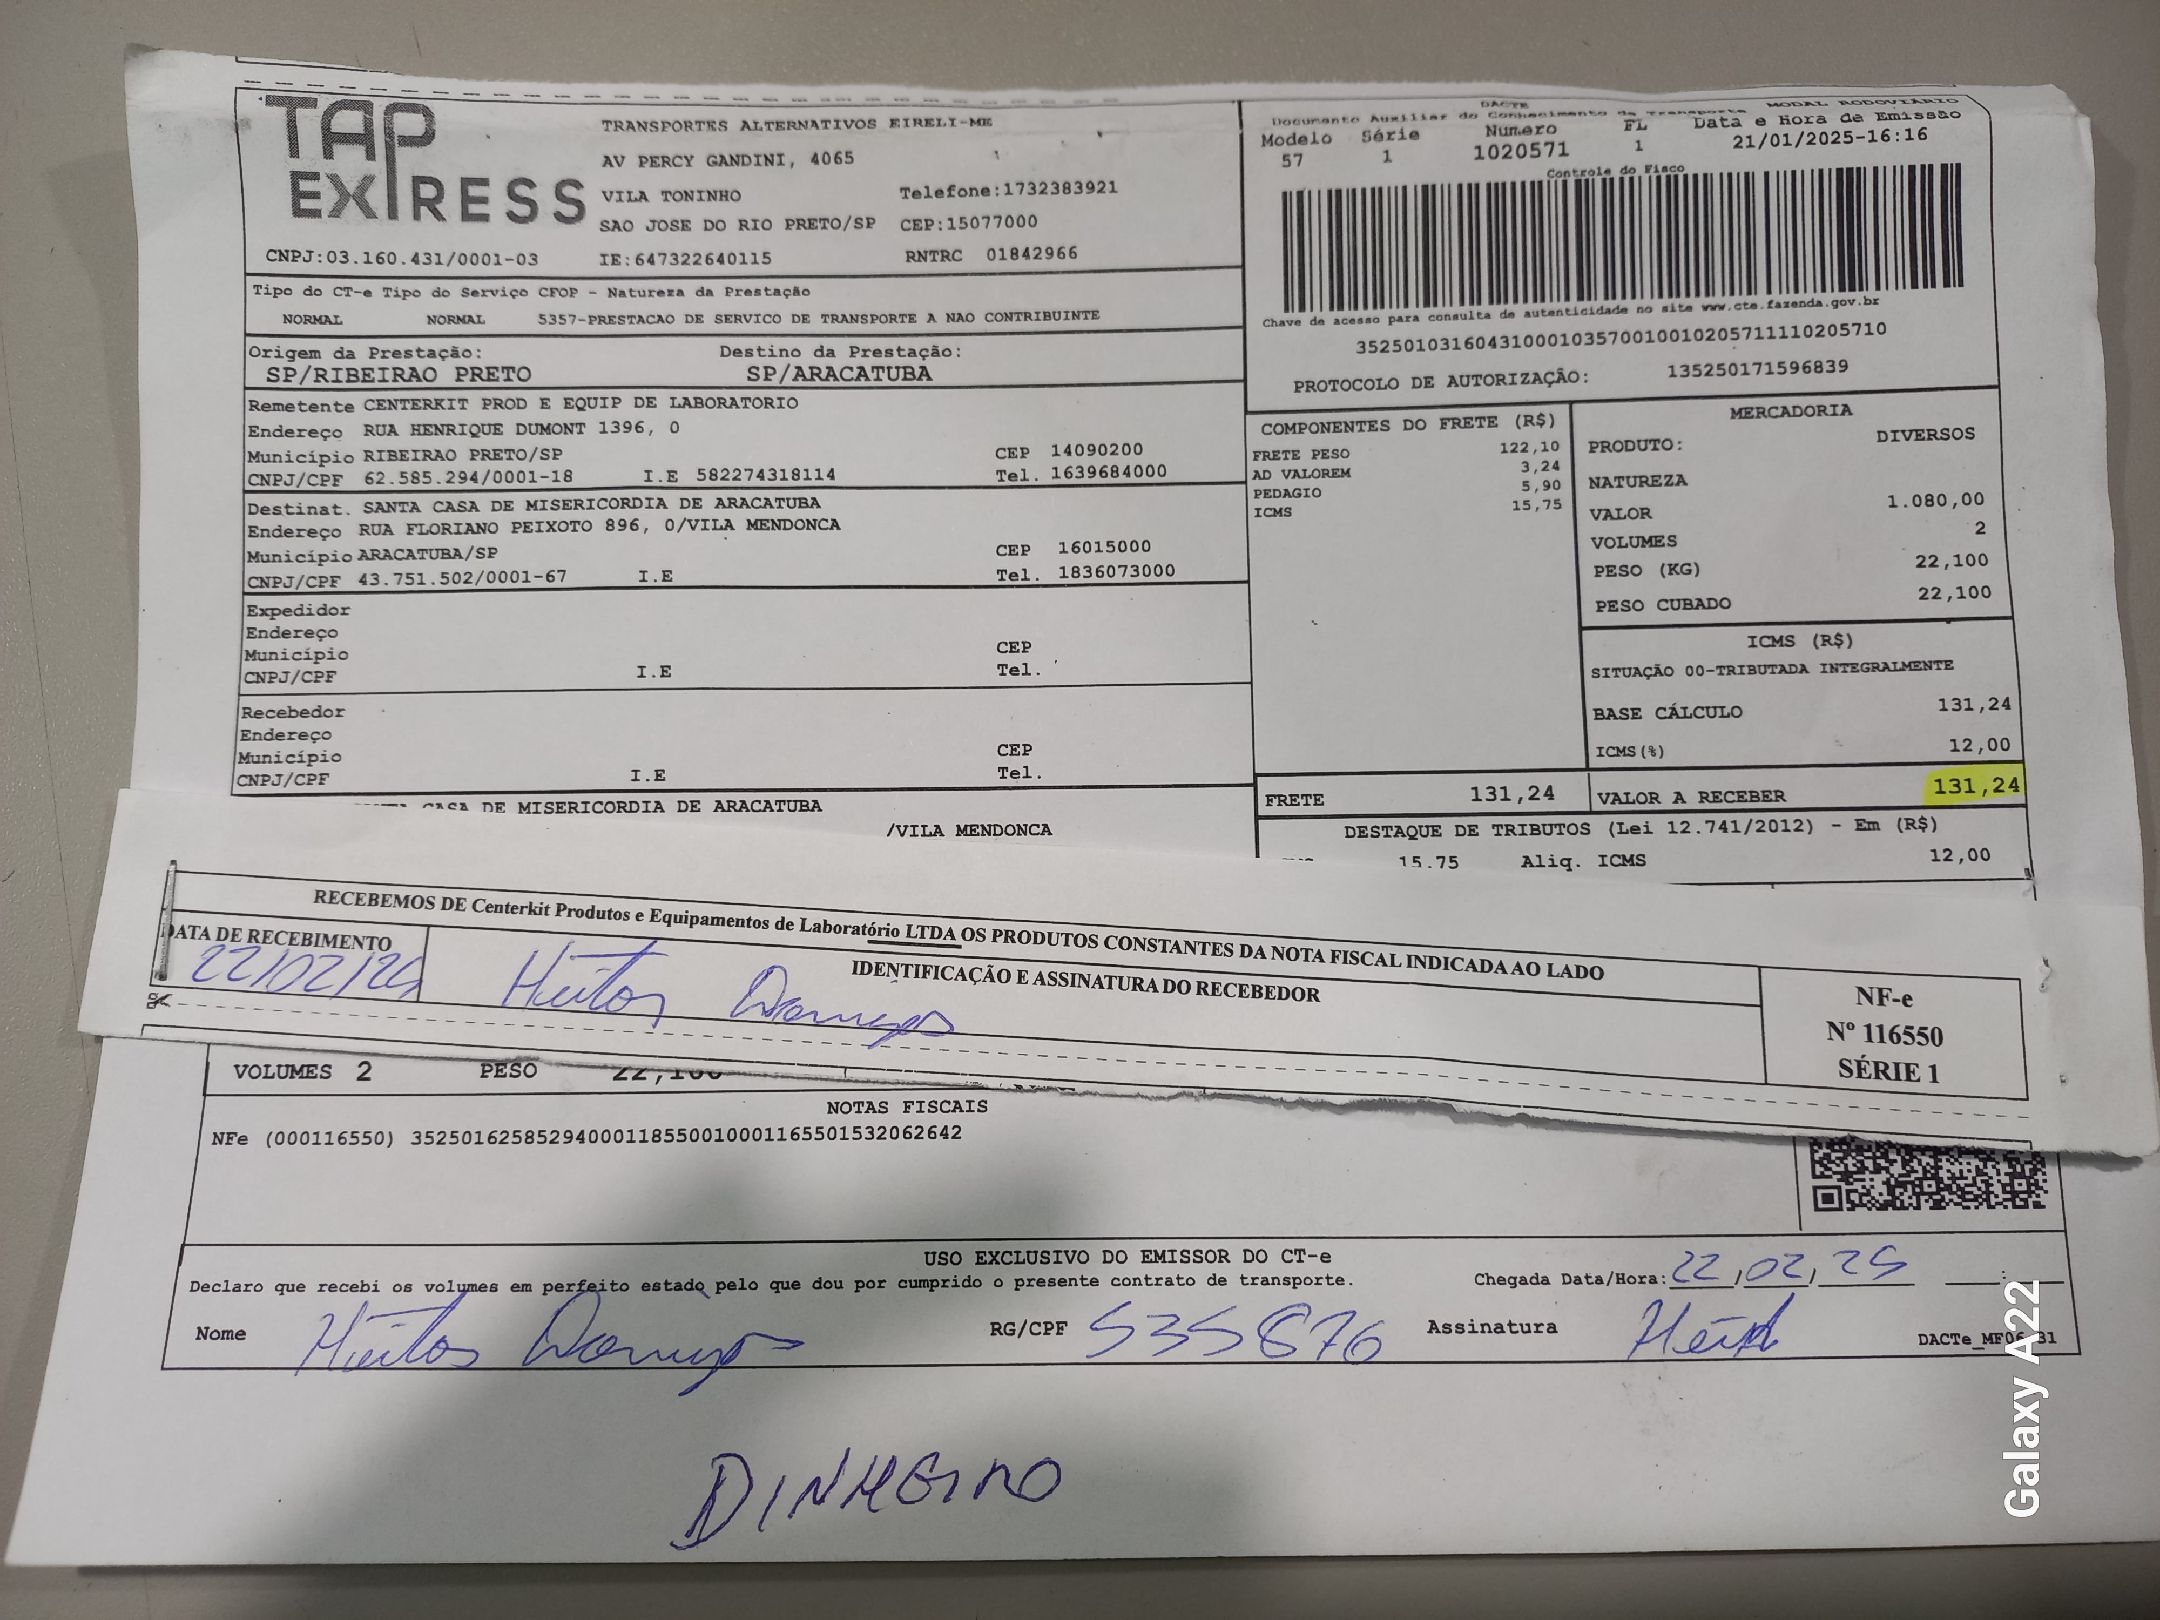 TAP
EXPRESS
TRANSPORTES ALTERNATIVOS EIRELI-ME
AV PERCY GANDINI, 4065
VILA TONINHO Telefone:1732383921
SAO JOSE DO RIO PRETO/SP CEP:15077000
CNPJ:03.160.431/0001-03 IE:647322640115 RNTRC 01842966
DACTE MODAL RODOVIÁRIO
Documento Auxiliar do Conhecimento de Transporte
Modelo Série Numero FL Data e Hora de Emissão
57 1 1020571 1 21/01/2025-16:16
Controle do Fisco
Chave de acesso para consulta de autenticidade no site www.cte.fazenda.gov.br
35250103160431000103570010010205711110205710
PROTOCOLO DE AUTORIZAÇÃO: 135250171596839
Tipo do CT-e Tipo do Serviço CFOP - Natureza da Prestação
NORMAL NORMAL 5357-PRESTACAO DE SERVICO DE TRANSPORTE A NAO CONTRIBUINTE
Origem da Prestação: Destino da Prestação:
SP/RIBEIRAO PRETO SP/ARACATUBA
Remetente CENTERKIT PROD E EQUIP DE LABORATORIO
Endereço RUA HENRIQUE DUMONT 1396, 0
Município RIBEIRAO PRETO/SP CEP 14090200
CNPJ/CPF 62.585.294/0001-18 I.E 582274318114 Tel. 1639684000
Destinat. SANTA CASA DE MISERICORDIA DE ARACATUBA
Endereço RUA FLORIANO PEIXOTO 896, 0/VILA MENDONCA
Município ARACATUBA/SP CEP 16015000
CNPJ/CPF 43.751.502/0001-67 I.E Tel. 1836073000
Expedidor
Endereço
Município CEP
CNPJ/CPF I.E Tel.
Recebedor
Endereço
Município CEP
CNPJ/CPF I.E Tel.
COMPONENTES DO FRETE (R$)
FRETE PESO 122,10
AD VALOREM 3,24
PEDAGIO 5,90
ICMS 15,75
MERCADORIA
PRODUTO: DIVERSOS
NATUREZA
VALOR 1.080,00
VOLUMES 2
PESO (KG) 22,100
PESO CUBADO 22,100
ICMS (R$)
SITUAÇÃO 00-TRIBUTADA INTEGRALMENTE
BASE CÁLCULO 131,24
ICMS(%) 12,00
FRETE 131,24 VALOR A RECEBER 131,24
CASA DE MISERICORDIA DE ARACATUBA
/VILA MENDONCA
DESTAQUE DE TRIBUTOS (Lei 12.741/2012) - Em (R$)
15.75 Aliq. ICMS 12,00
RECEBEMOS DE Centerkit Produtos e Equipamentos de Laboratório LTDA OS PRODUTOS CONSTANTES DA NOTA FISCAL INDICADA AO LADO
DATA DE RECEBIMENTO IDENTIFICAÇÃO E ASSINATURA DO RECEBEDOR
22/02/25
NF-e
Nº 116550
SÉRIE 1
VOLUMES 2 PESO 22,100
NOTAS FISCAIS
NFe (000116550) 35250162585294000118550010001165501532062642
USO EXCLUSIVO DO EMISSOR DO CT-e
Declaro que recebi os volumes em perfeito estado pelo que dou por cumprido o presente contrato de transporte. Chegada Data/Hora: 22/02/25 :
Nome RG/CPF 535876 Assinatura
DINHEIRO
Galaxy A22